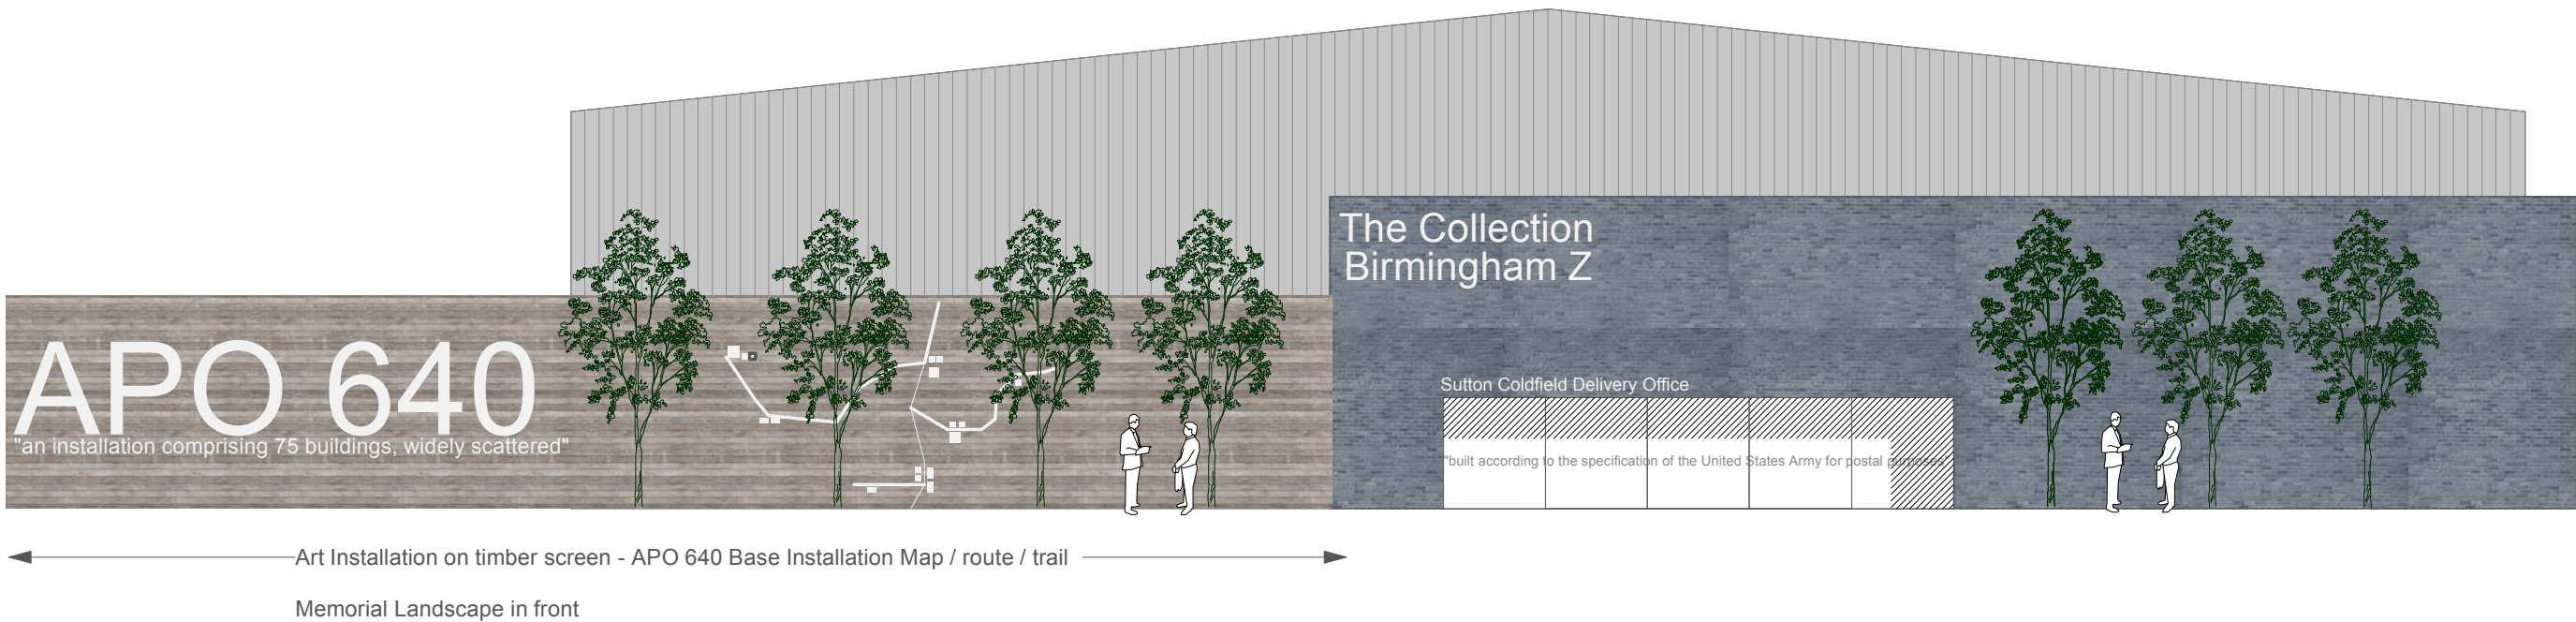 The Collection
Birmingham Z
APO 640
"an installation comprising 75 buildings, widely scattered"
Sutton Coldfield Delivery Office
"built according to the specification of the United States Army for postal purposes"
Art Installation on timber screen - APO 640 Base Installation Map / route / trail
Memorial Landscape in front